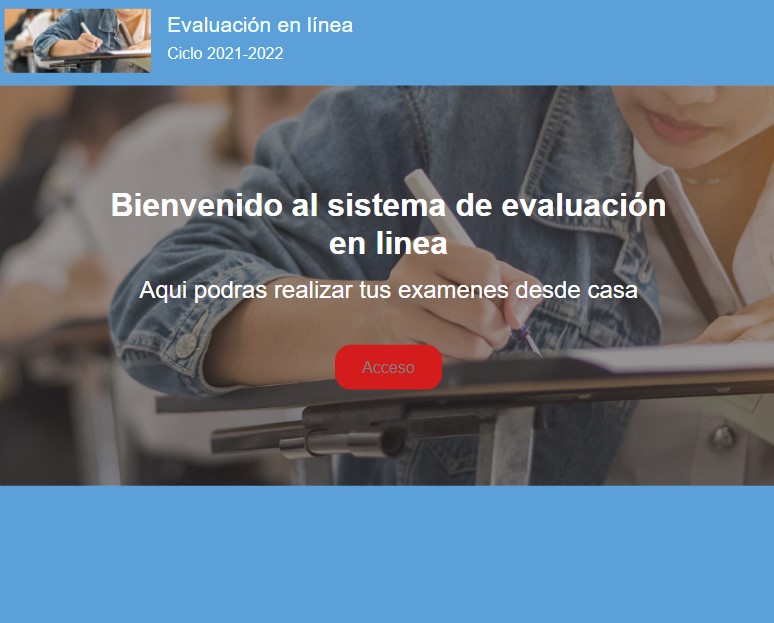 Evaluación en línea
Ciclo 2021-2022
Bienvenido al sistema de evaluación
en linea
Aqui podras realizar tus examenes desde casa
Acceso